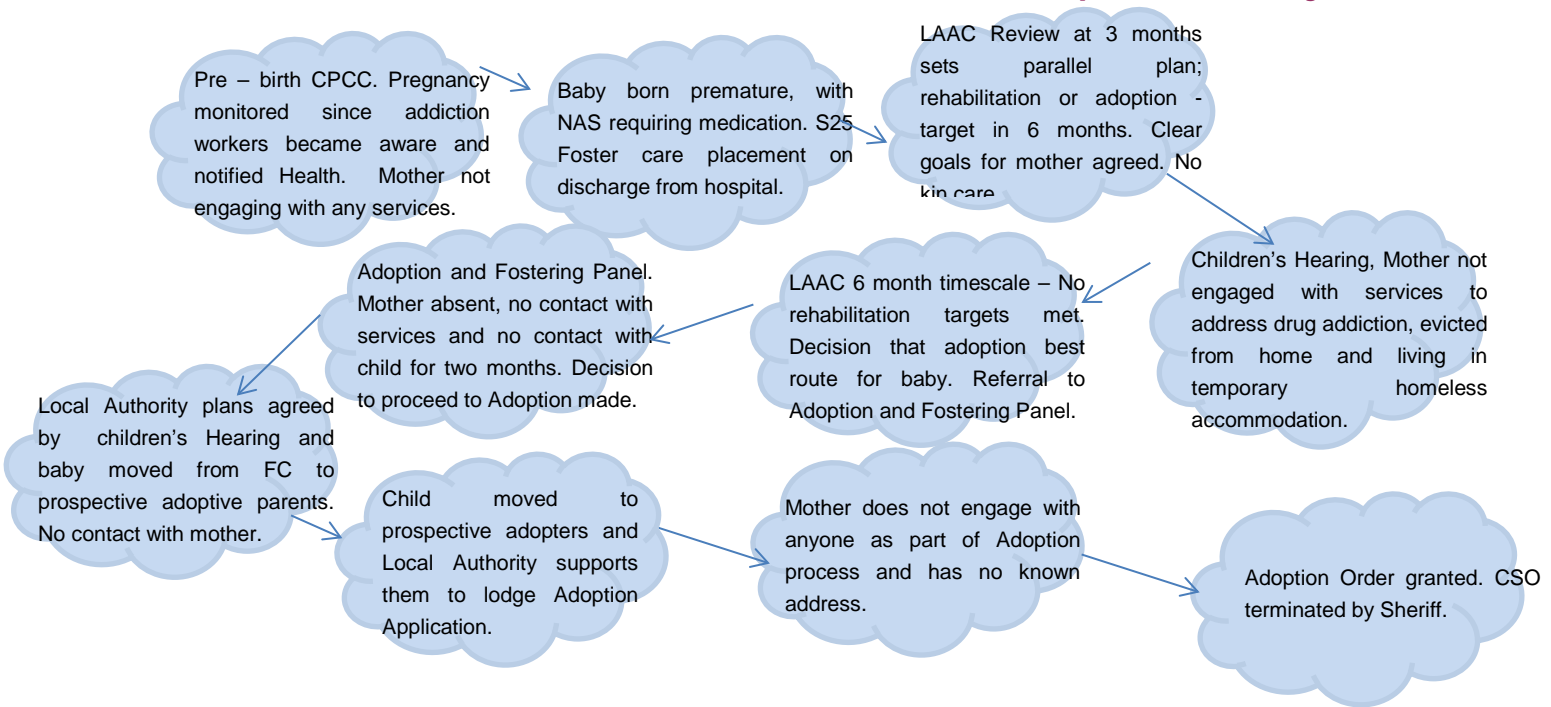 Pre – birth CPCC. Pregnancy
monitored since addiction
workers became aware and
notified Health. Mother not
engaging with any services.
Baby born premature, with
NAS requiring medication. S25
Foster care placement on
discharge from hospital.
LAAC Review at 3 months
sets parallel plan;
rehabilitation or adoption -
target in 6 months. Clear
goals for mother agreed. No
kin care
Children's Hearing, Mother not
engaged with services to
address drug addiction, evicted
from home and living in
temporary homeless
accommodation.
LAAC 6 month timescale – No
rehabilitation targets met.
Decision that adoption best
route for baby. Referral to
Adoption and Fostering Panel.
Adoption and Fostering Panel.
Mother absent, no contact with
services and no contact with
child for two months. Decision
to proceed to Adoption made.
Local Authority plans agreed
by children's Hearing and
baby moved from FC to
prospective adoptive parents.
No contact with mother.
Child moved to
prospective adopters and
Local Authority supports
them to lodge Adoption
Application.
Mother does not engage with
anyone as part of Adoption
process and has no known
address.
Adoption Order granted. CSO
terminated by Sheriff.